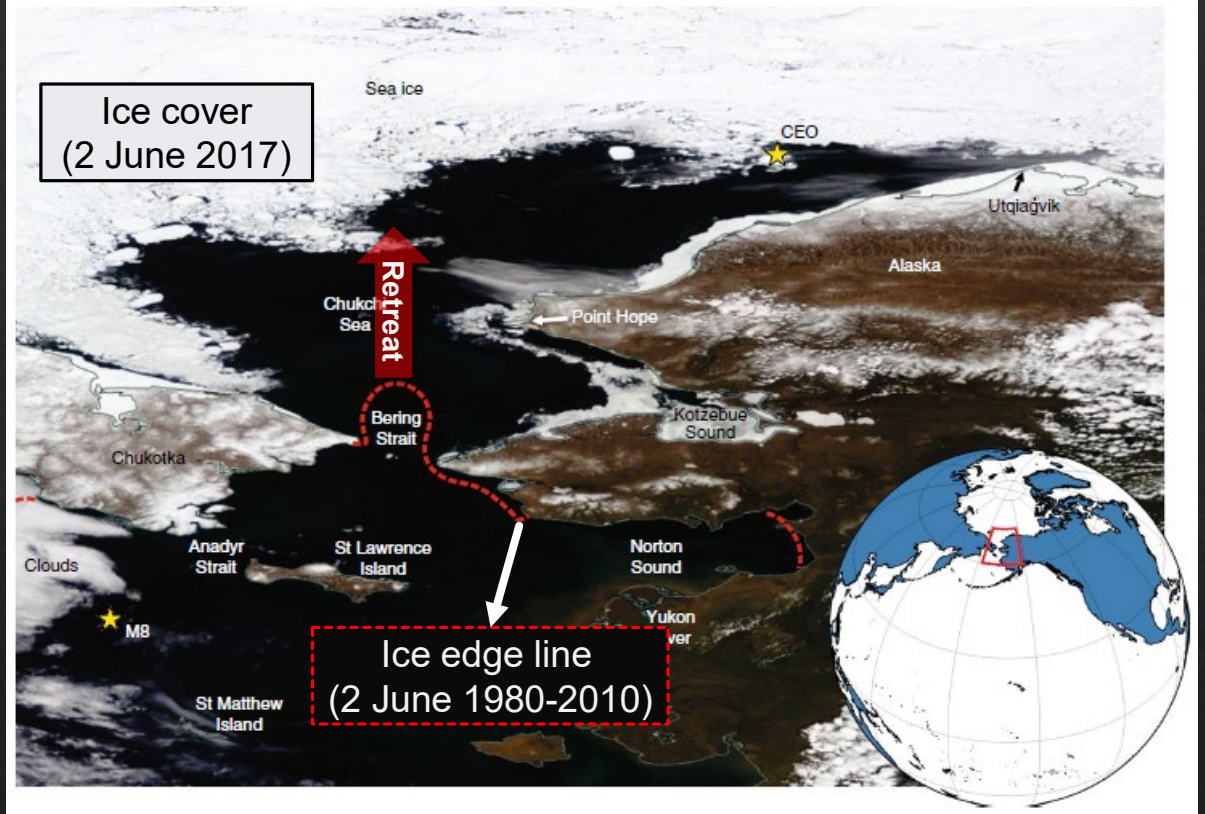 Sea ice
Ice cover
(2 June 2017)
CEO
Utqiaġvik
Alaska
Retreat
Chukch
Sea
Point Hope
Bering
Strait
Kotzebue
Sound
Chukotka
Anadyr
Strait
St Lawrence
Island
Norton
Sound
Clouds
M8
Yukon
ver
Ice edge line
(2 June 1980-2010)
St Matthew
Island